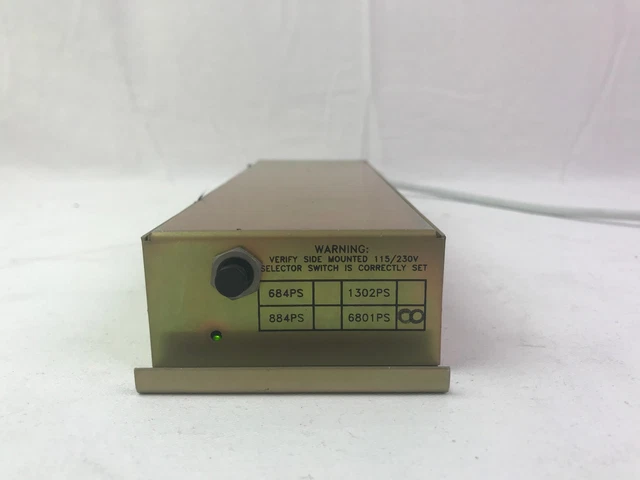 WARNING:
VERIFY SIDE MOUNTED 115/230V
SELECTOR SWITCH IS CORRECTLY SET
684PS 1302PS
884PS 6801PS